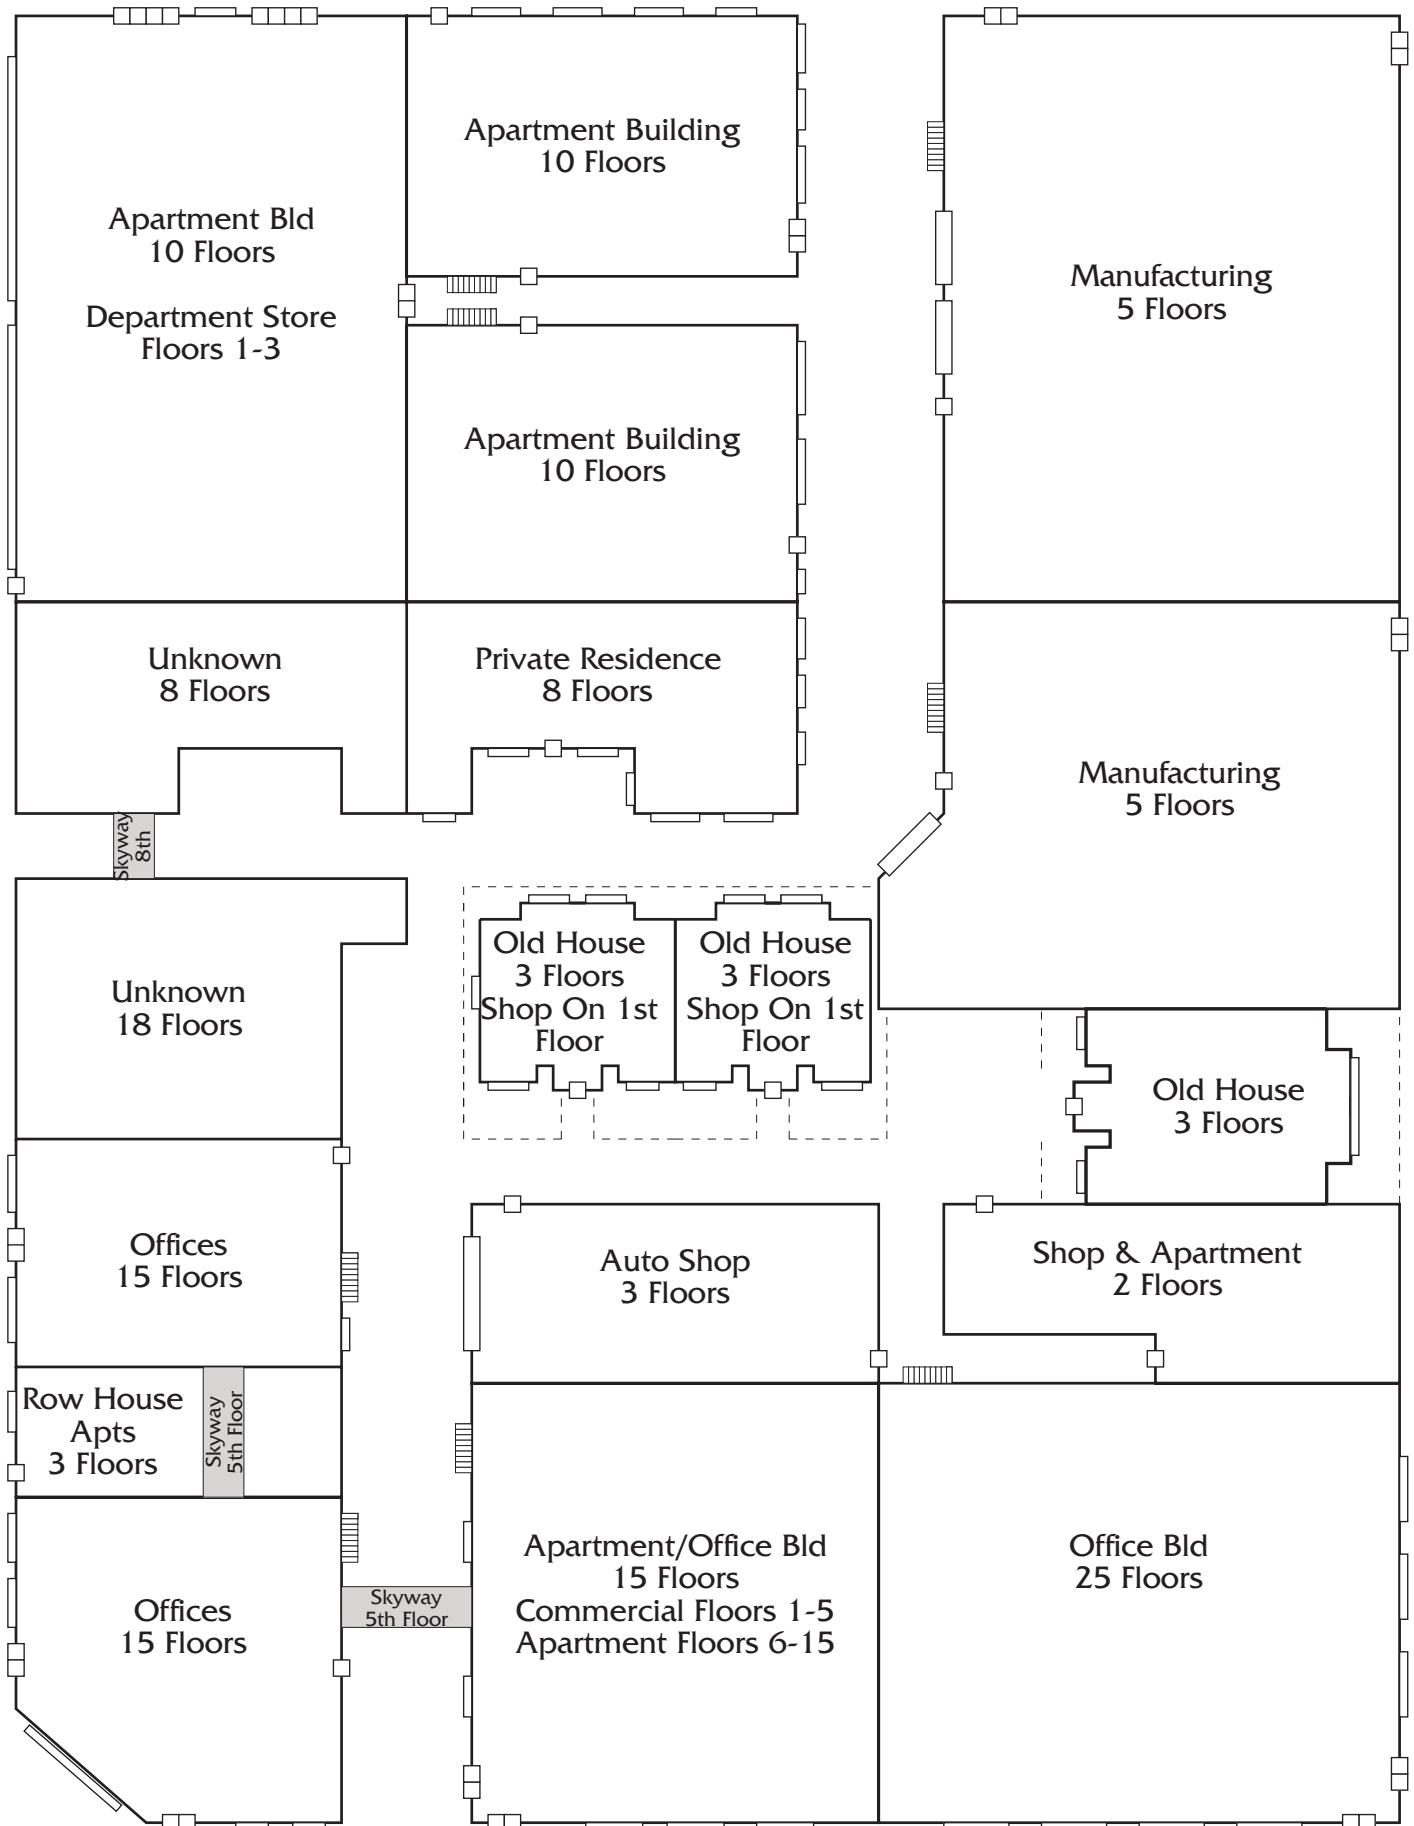 Apartment Building
10 Floors
Apartment Bld
10 Floors
Department Store
Floors 1-3
Manufacturing
5 Floors
Apartment Building
10 Floors
Unknown
8 Floors
Private Residence
8 Floors
Manufacturing
5 Floors
Skyway
8th
Old House
3 Floors
Shop On 1st
Floor
Old House
3 Floors
Shop On 1st
Floor
Unknown
18 Floors
Old House
3 Floors
Offices
15 Floors
Auto Shop
3 Floors
Shop & Apartment
2 Floors
Row House
Apts
3 Floors
Skyway
5th Floor
Offices
15 Floors
Skyway
5th Floor
Apartment/Office Bld
15 Floors
Commercial Floors 1-5
Apartment Floors 6-15
Office Bld
25 Floors